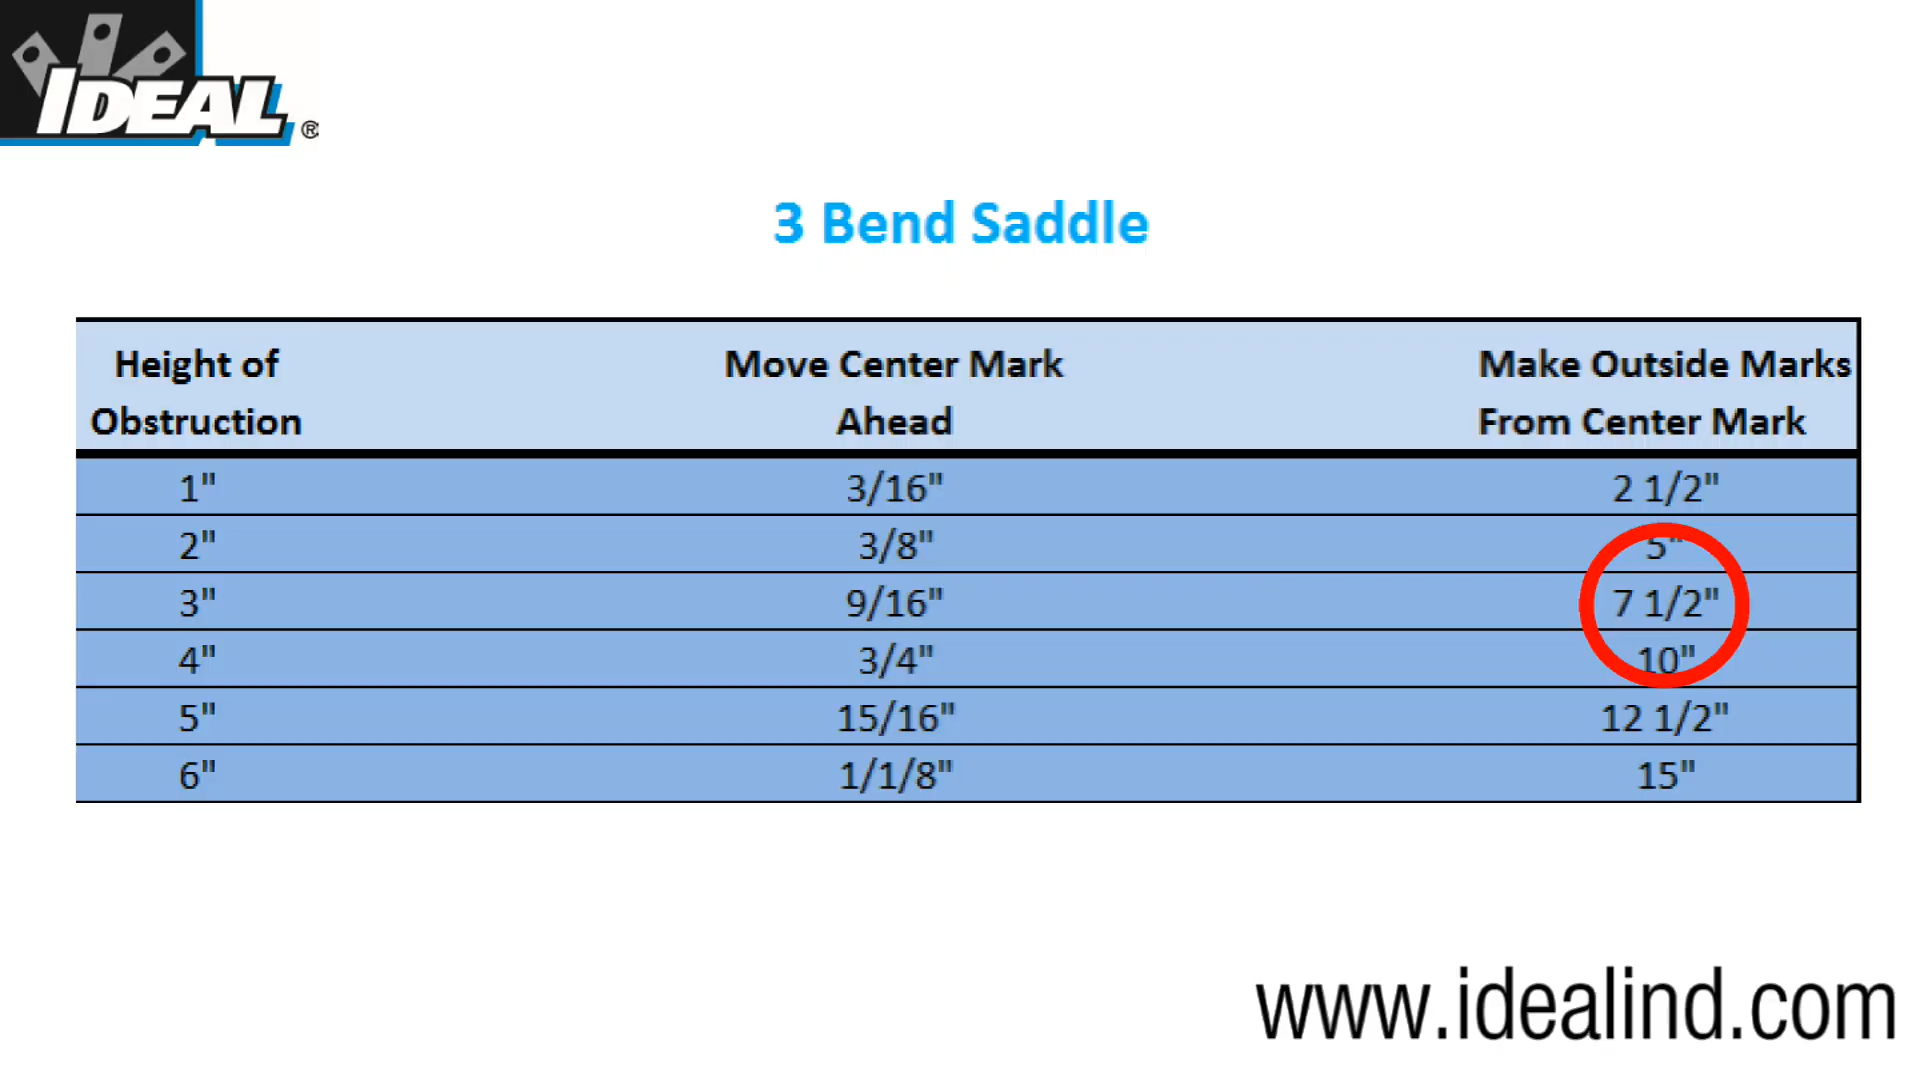 IDEAL ®
3 Bend Saddle
Height of Obstruction Move Center Mark Ahead Make Outside Marks From Center Mark
1" 3/16" 2 1/2"
2" 3/8" 5"
3" 9/16" 7 1/2"
4" 3/4" 10"
5" 15/16" 12 1/2"
6" 1/1/8" 15"
www.idealind.com